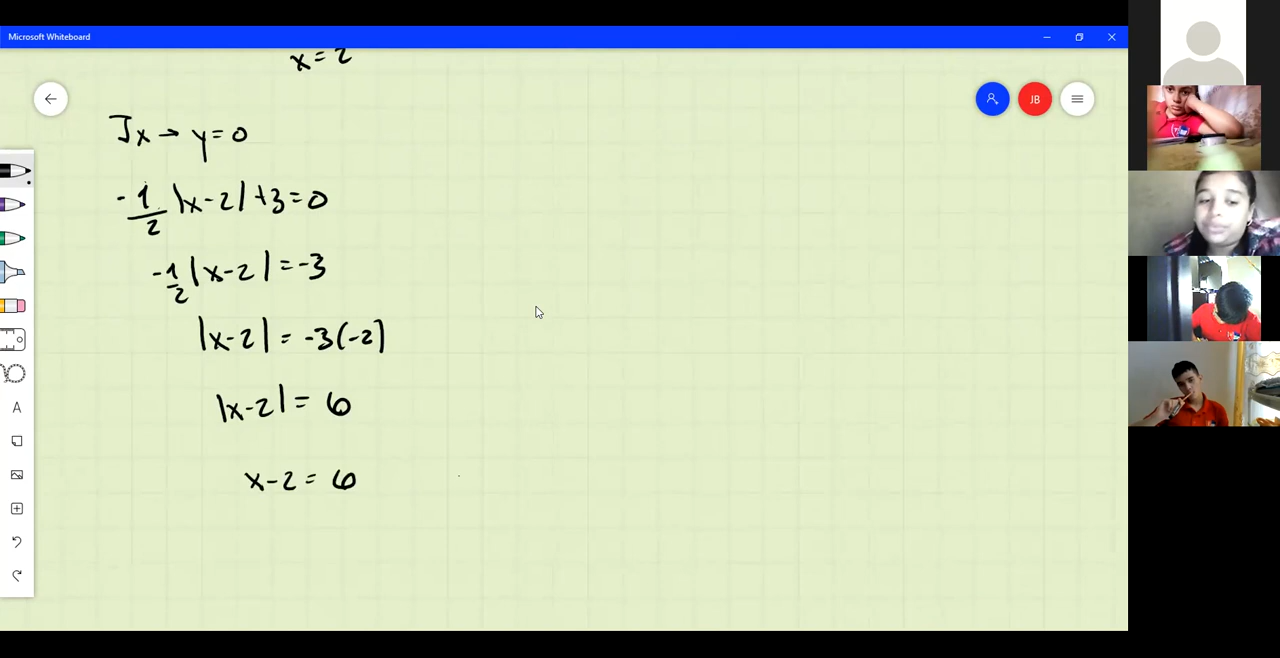 Microsoft Whiteboard
x = 2
JB
Ix → y = 0
-1/2 |x-2| + 3 = 0
-1/2 |x-2| = -3
|x-2| = -3(-2)
|x-2| = 6
A
x-2 = 6